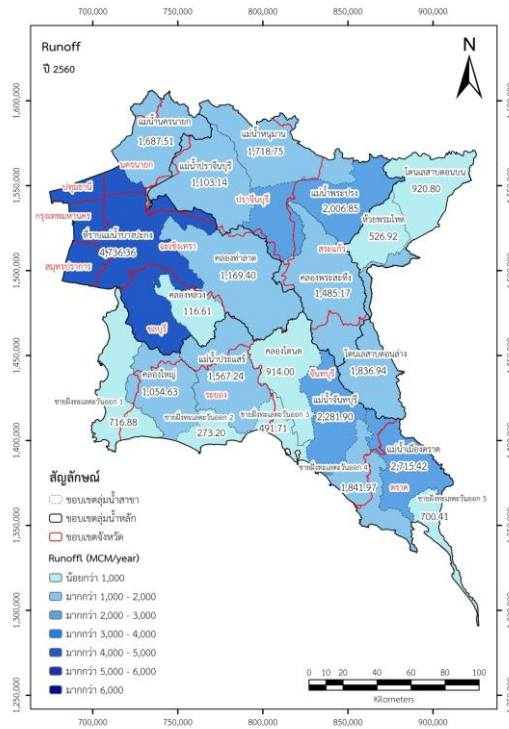 700,000 750,000 800,000 850,000 900,000
Runoff
ปี 2560
N
1,600,000
1,550,000
1,500,000
1,450,000
1,400,000
1,350,000
1,300,000
1,250,000
แม่น้ำนครนายก
1,687.51
นครนายก
แม่น้ำหนุมาน
1,718.75
แม่น้ำปราจีนบุรี
1,103.14
ปราจีนบุรี
โตนเลสาบตอนบน
920.80
แม่น้ำพระปรง
2,006.85
ห้วยพรมโหด
526.92
สระแก้ว
ปทุมธานี
กรุงเทพมหานคร
ที่ราบแม่น้ำบางปะกง
4,736.36
สมุทรปราการ
ฉะเชิงเทรา
คลองท่าลาด
1,169.40
คลองพระสะทึง
1,485.17
คลองหลวง
116.61
ชลบุรี
คลองโตนด
914.00
โตนเลสาบตอนล่าง
1,836.94
คลองใหญ่
1,054.63
แม่น้ำประแสร์
1,567.24
ระยอง
จันทบุรี
แม่น้ำจันทบุรี
2,281.90
ชายฝั่งทะเลตะวันออก 1
716.88
ชายฝั่งทะเลตะวันออก 2
273.20
ชายฝั่งทะเลตะวันออก 3
491.71
แม่น้ำเมืองตราด
2,715.42
ตราด
ชายฝั่งทะเลตะวันออก 4
1,841.97
ชายฝั่งทะเลตะวันออก 5
700.41
สัญลักษณ์
ขอบเขตลุ่มน้ำสาขา
ขอบเขตลุ่มน้ำหลัก
ขอบเขตจังหวัด
Runoffl (MCM/year)
น้อยกว่า 1,000
มากกว่า 1,000 - 2,000
มากกว่า 2,000 - 3,000
มากกว่า 3,000 - 4,000
มากกว่า 4,000 - 5,000
มากกว่า 5,000 - 6,000
มากกว่า 6,000
0 10 20 40 60 80 100
Kilometers
700,000 750,000 800,000 850,000 900,000